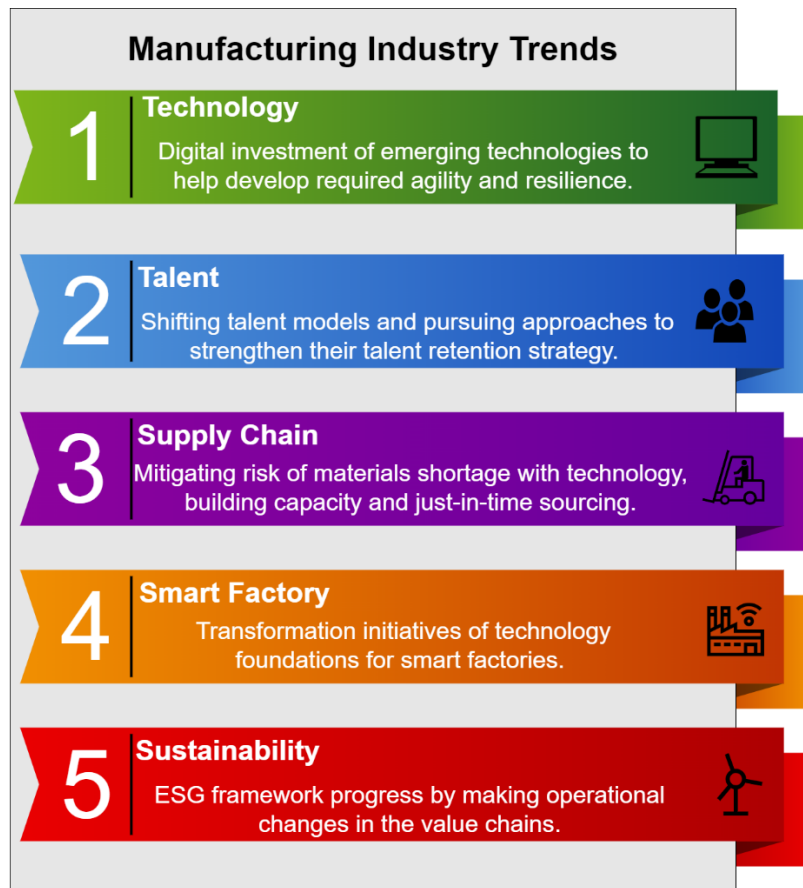 Manufacturing Industry Trends
1
Technology
Digital investment of emerging technologies to
help develop required agility and resilience.
2
Talent
Shifting talent models and pursuing approaches to
strengthen their talent retention strategy.
3
Supply Chain
Mitigating risk of materials shortage with technology,
building capacity and just-in-time sourcing.
4
Smart Factory
Transformation initiatives of technology
foundations for smart factories.
5
Sustainability
ESG framework progress by making operational
changes in the value chains.